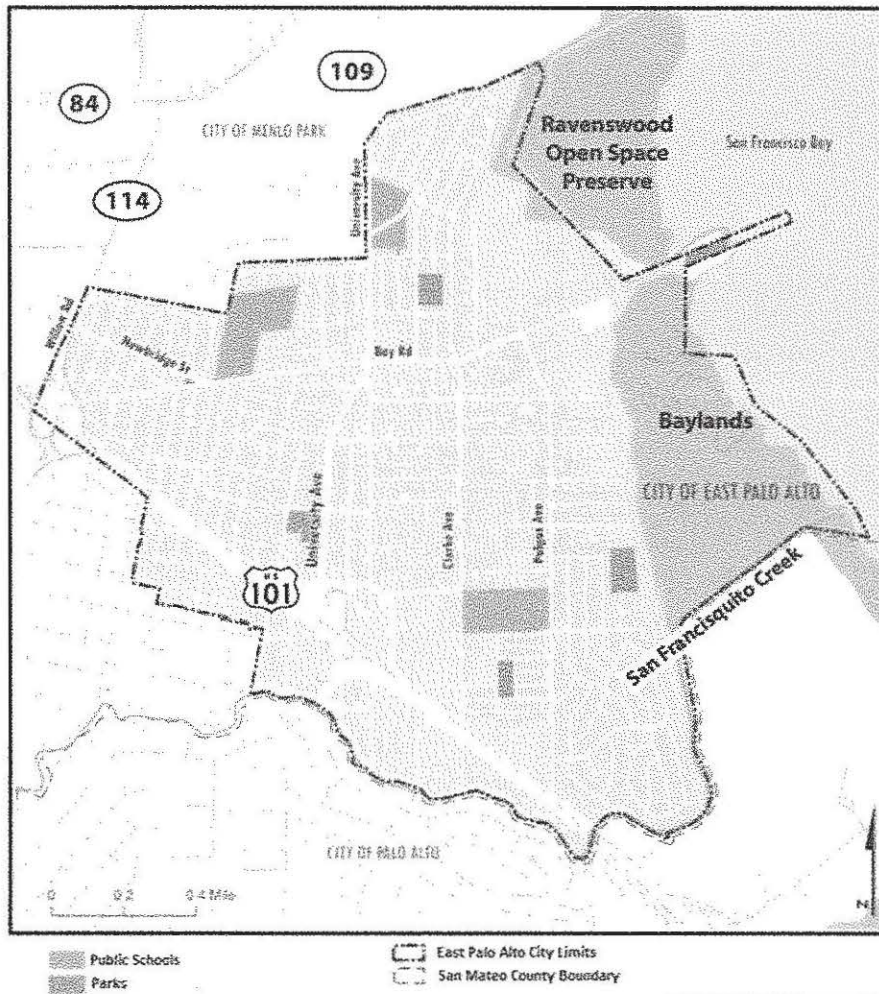 109
84
CITY OF MENLO PARK
Ravenswood
Open Space
Preserve
San Francisco Bay
University Ave
114
Willow Rd
Newbridge St
Bay Rd
Baylands
CITY OF EAST PALO ALTO
University Ave
Clarke Ave
Pulgas Ave
US
101
San Francisquito Creek
CITY OF PALO ALTO
0 0.2 0.4 Mile
N
Public Schools
Parks
East Palo Alto City Limits
San Mateo County Boundary